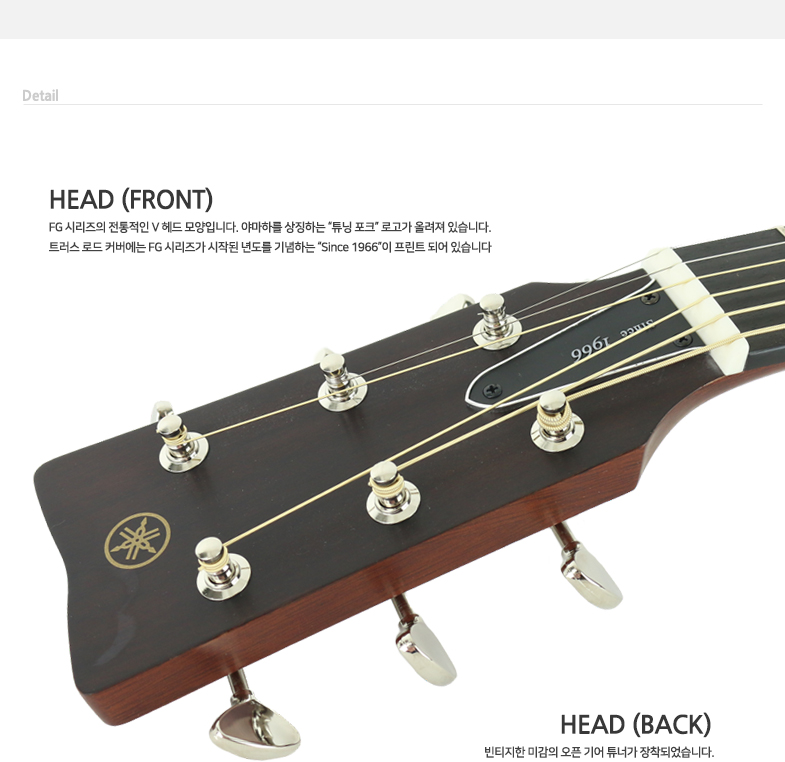 Detail
HEAD (FRONT)
FG 시리즈의 전통적인 V 헤드 모양입니다. 야마하를 상징하는 “튜닝 포크” 로고가 올려져 있습니다.
트러스 로드 커버에는 FG 시리즈가 시작된 년도를 기념하는 “Since 1966”이 프린트 되어 있습니다
Since 1966
HEAD (BACK)
빈티지한 미감의 오픈 기어 튜너가 장착되었습니다.